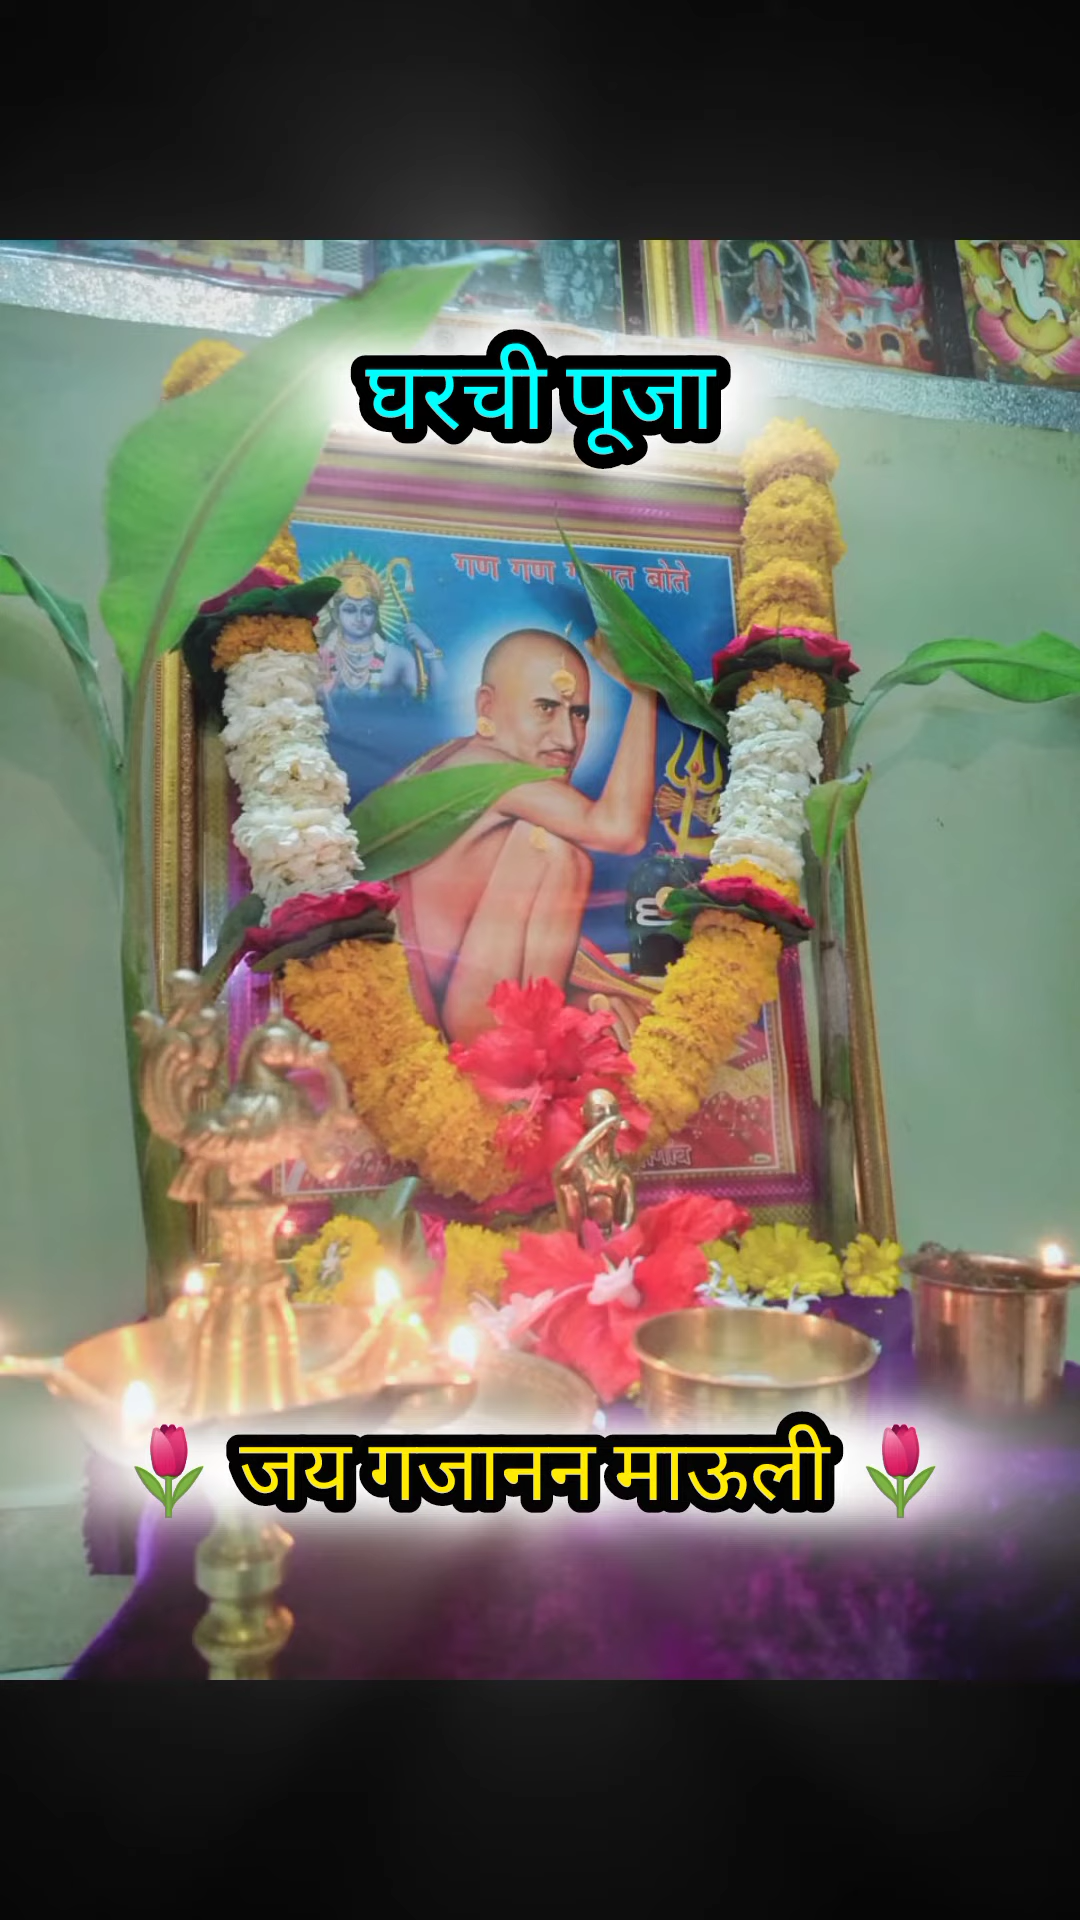 घरची पूजा
गण गण बोते
🌷 जय गजानन माऊली 🌷